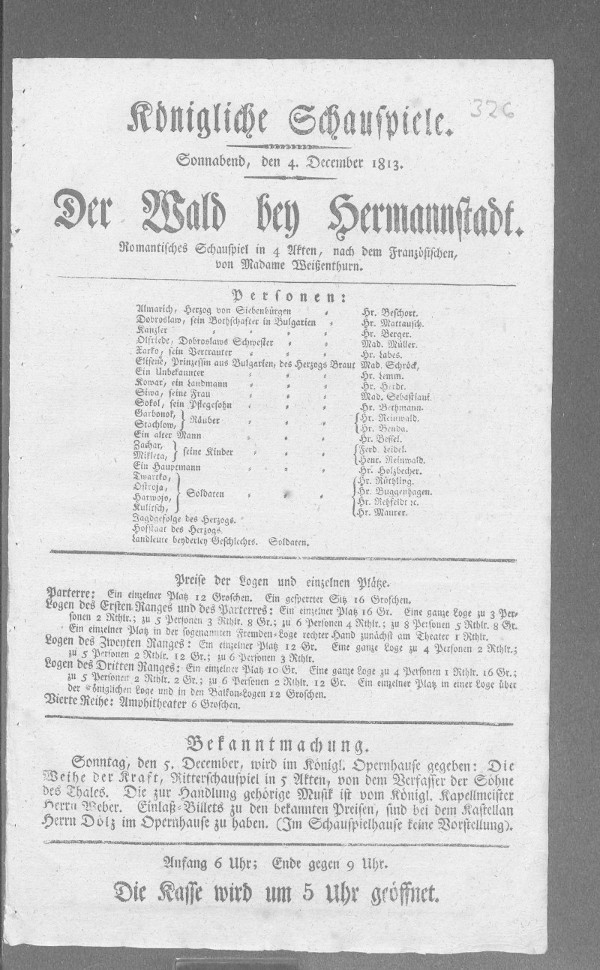 326
Königliche Schauspiele.
Sonnabend, den 4. December 1813.
Der Wald bey Hermannstadt.
Romantisches Schauspiel in 4 Akten, nach dem Französischen,
von Madame Weißenthurn.
Personen:
Almarich, Herzog von Siebenbürgen Hr. Beschort.
Dobroslaw, sein Bothschafter in Bulgarien Hr. Mattausch.
Kanzler Hr. Berger.
Olfriede, Dobroslaws Schwester Mad. Müller.
Xarko, sein Vertrauter Hr. Labes.
Elisene, Prinzessin aus Bulgarien, des Herzogs Braut Mad. Schröck,
Ein Unbekannter Hr. Lemm.
Kowar, ein Landmann Hr. Herdt.
Siwa, seine Frau Mad. Sebastiani.
Sokol, sein Pflegesohn Hr. Bethmann.
Garbonok, Hr. Reinwald.
Räuber
Stachlow, Hr. Benda.
Ein alter Mann Hr. Bessel.
Zachar, Ferd. Leidel.
seine Kinder
Miklera, Henr. Reinwald.
Ein Hauptmann Hr. Holzbecher.
Twartko, Hr. Rüthling.
Ostroja, Hr. Buggenhagen.
Soldaten
Harwojo, Hr. Rehfeldt ꝛc.
Kulitsch, Hr. Maurer.
Jagdgefolge des Herzogs.
Hofstaat des Herzogs.
Landleute beyderley Geschlechts. Soldaten.
Preise der Logen und einzelnen Plätze.
Parterre: Ein einzelner Platz 12 Groschen. Ein gesperrter Sitz 16 Groschen.
Logen des Ersten Ranges und des Parterres: Ein einzelner Platz 16 Gr. Eine ganze Loge zu 3 Per-
sonen 2 Rthlr.; zu 5 Personen 3 Rthlr. 8 Gr.; zu 6 Personen 4 Rthlr.; zu 8 Personen 5 Rthlr. 8 Gr.
Ein einzelner Platz in der sogenannten Fremden-Loge rechter Hand zunächst am Theater 1 Rthlr.
Logen des Zweyten Ranges: Ein einzelner Platz 12 Gr. Eine ganze Loge zu 4 Personen 2 Rthlr.;
zu 5 Personen 2 Rthlr. 12 Gr.; zu 6 Personen 3 Rthlr.
Logen des Dritten Ranges: Ein einzelner Platz 10 Gr. Eine ganze Loge zu 4 Personen 1 Rthlr. 16 Gr.;
zu 5 Personen 2 Rthlr. 2 Gr.; zu 6 Personen 2 Rthlr. 12 Gr. Ein einzelner Platz in einer Loge über
der Königlichen Loge und in den Balkon-Logen 12 Groschen.
Vierte Reihe: Amphitheater 6 Groschen.
Bekanntmachung.
Sonntag, den 5. December, wird im Königl. Opernhause gegeben: Die
Weihe der Kraft, Ritterschauspiel in 5 Akten, von dem Verfasser der Söhne
des Thales. Die zur Handlung gehörige Musik ist vom Königl. Kapellmeister
Herrn Weber. Einlaß-Billets zu den bekannten Preisen, sind bei dem Kastellan
Herrn Dölz im Opernhause zu haben. (Im Schauspielhause keine Vorstellung).
Anfang 6 Uhr; Ende gegen 9 Uhr.
Die Kasse wird um 5 Uhr geöffnet.